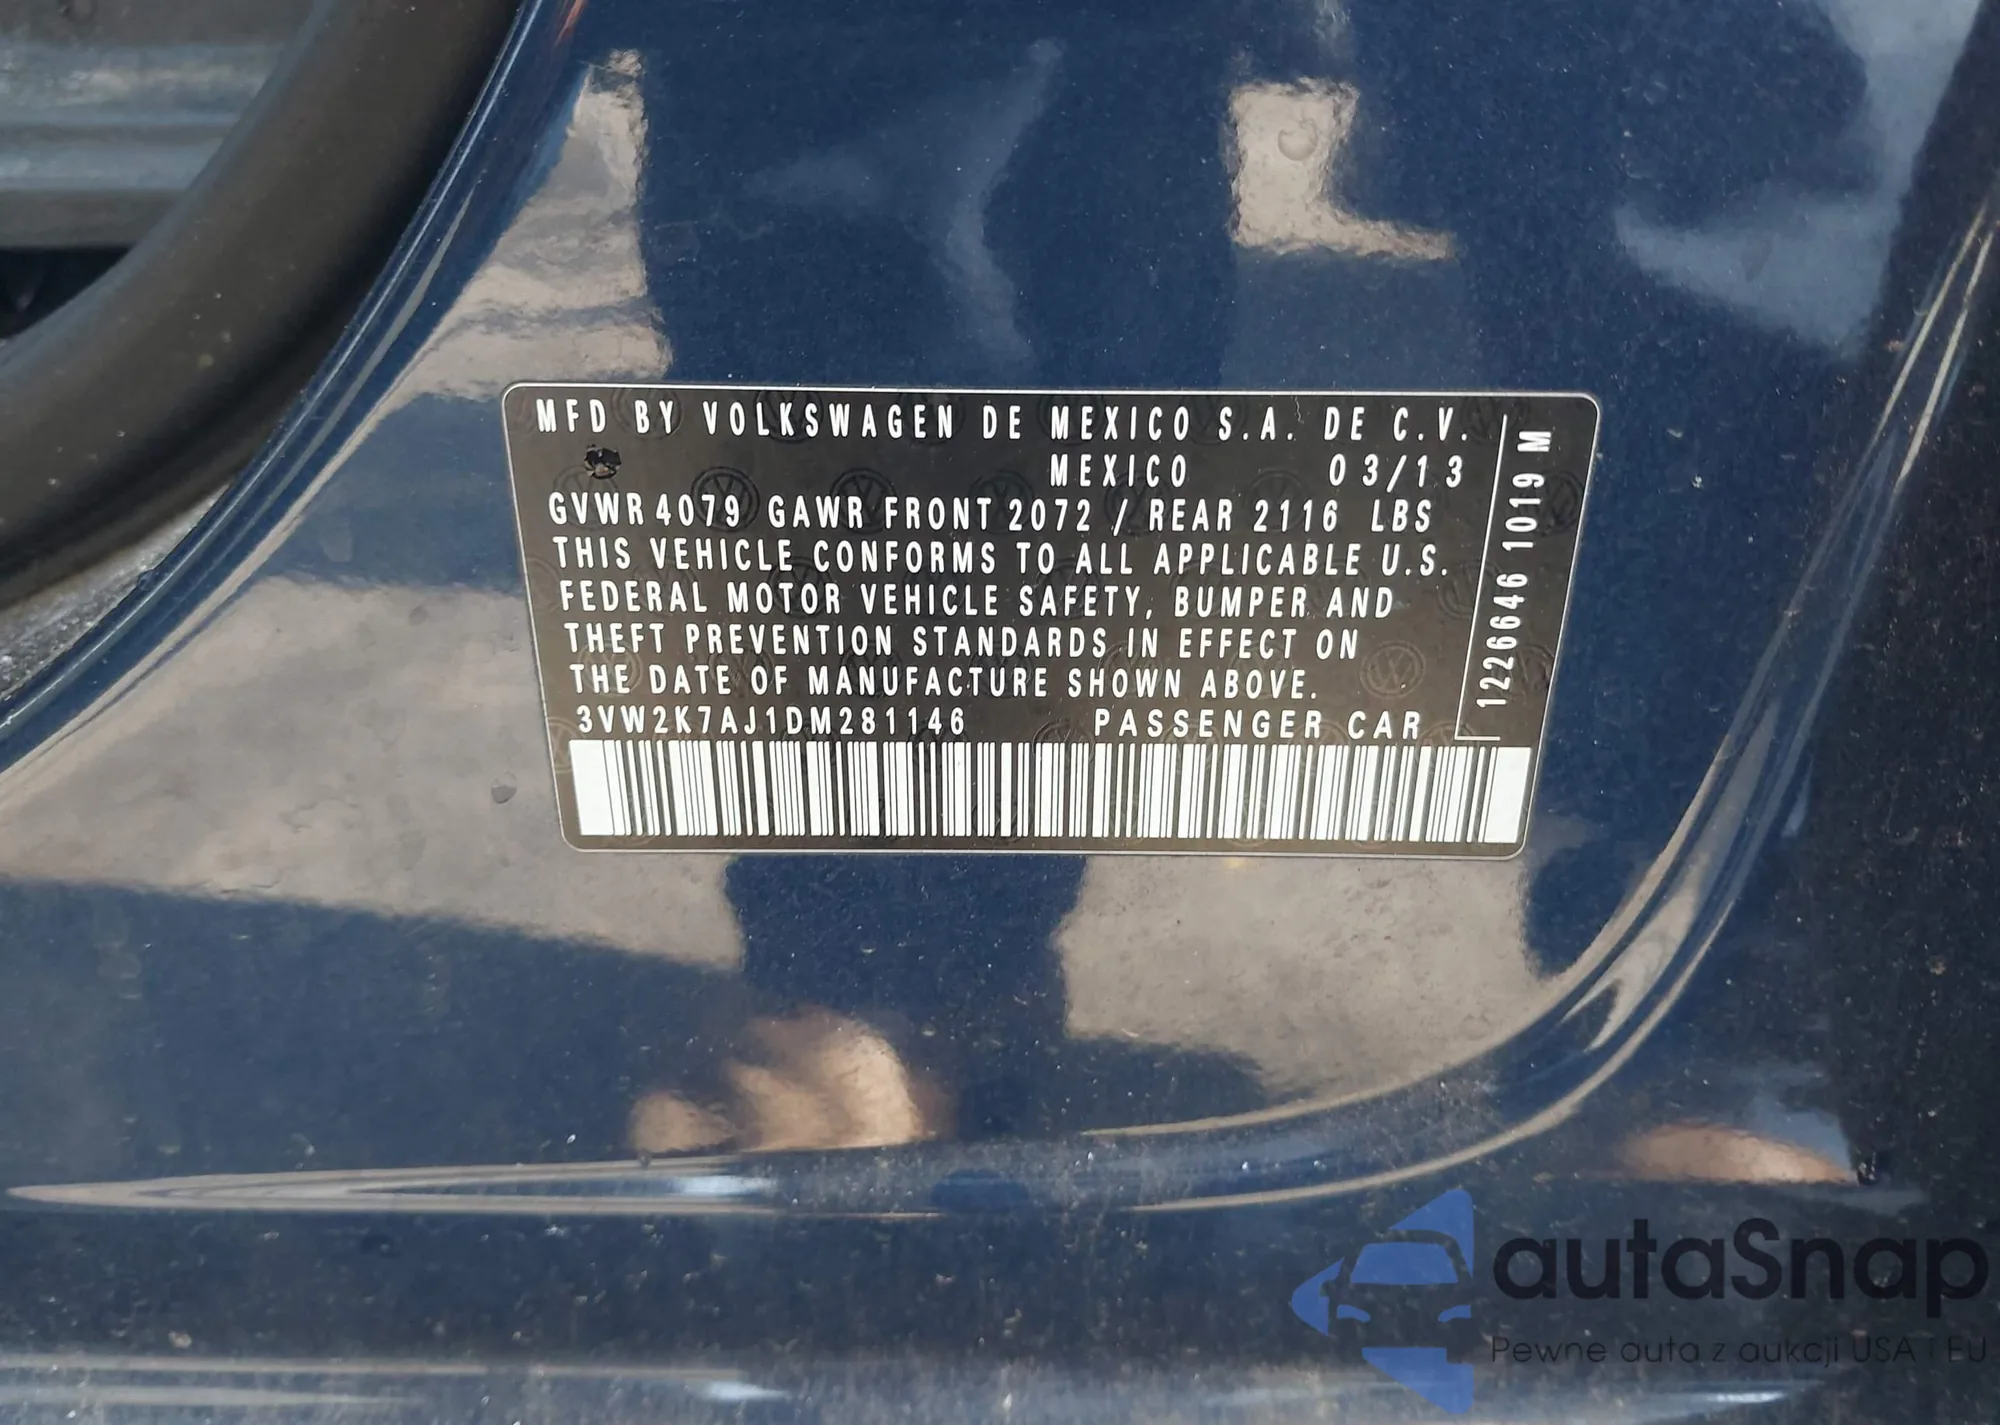 MFD BY VOLKSWAGEN DE MEXICO S.A. DE C.V.
MEXICO 03/13
GVWR 4079 GAWR FRONT 2072 / REAR 2116 LBS
THIS VEHICLE CONFORMS TO ALL APPLICABLE U.S.
FEDERAL MOTOR VEHICLE SAFETY, BUMPER AND
THEFT PREVENTION STANDARDS IN EFFECT ON
THE DATE OF MANUFACTURE SHOWN ABOVE.
3VW2K7AJ1DM281146 PASSENGER CAR
1226646 1019 M
autaSnap
Pewne auta z aukcji USA i EU